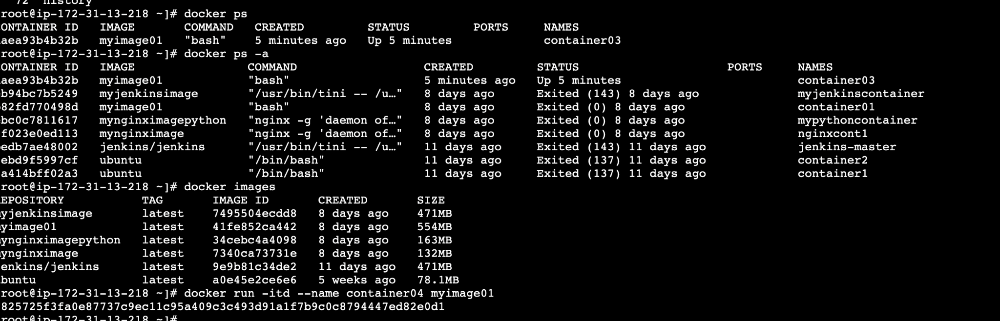 72 history
root@ip-172-31-13-218 ~]# docker ps
CONTAINER ID IMAGE COMMAND CREATED STATUS PORTS NAMES
aea93b4b32b myimage01 "bash" 5 minutes ago Up 5 minutes container03
root@ip-172-31-13-218 ~]# docker ps -a
CONTAINER ID IMAGE COMMAND CREATED STATUS PORTS NAMES
aea93b4b32b myimage01 "bash" 5 minutes ago Up 5 minutes container03
b94bc7b5249 myjenkinsimage "/usr/bin/tini -- /u…" 8 days ago Exited (143) 8 days ago myjenkinscontainer
82fd770498d myimage01 "bash" 8 days ago Exited (0) 8 days ago container01
bc0c7811617 mynginximagepython "nginx -g 'daemon of…" 8 days ago Exited (0) 8 days ago mypythoncontainer
f023e0ed113 mynginximage "nginx -g 'daemon of…" 8 days ago Exited (0) 8 days ago nginxcont1
edb7ae48002 jenkins/jenkins "/usr/bin/tini -- /u…" 11 days ago Exited (143) 11 days ago jenkins-master
ebd9f5997cf ubuntu "/bin/bash" 11 days ago Exited (137) 11 days ago container2
a414bff02a3 ubuntu "/bin/bash" 11 days ago Exited (137) 11 days ago container1
root@ip-172-31-13-218 ~]# docker images
REPOSITORY TAG IMAGE ID CREATED SIZE
myjenkinsimage latest 7495504ecdd8 8 days ago 471MB
myimage01 latest 41fe852ca442 8 days ago 554MB
mynginximagepython latest 34cebc4a4098 8 days ago 163MB
mynginximage latest 7340ca73731e 8 days ago 132MB
enkins/jenkins latest 9e9b81c34de2 11 days ago 471MB
buntu latest a0e45e2ce6e6 5 weeks ago 78.1MB
root@ip-172-31-13-218 ~]# docker run -itd --name container04 myimage01
825725f3fa0e87737c9ec11c95a409c3c493d91a1f7b9c0c8794447ed82e0d1
root@ip-172-31-13-218 ~]#